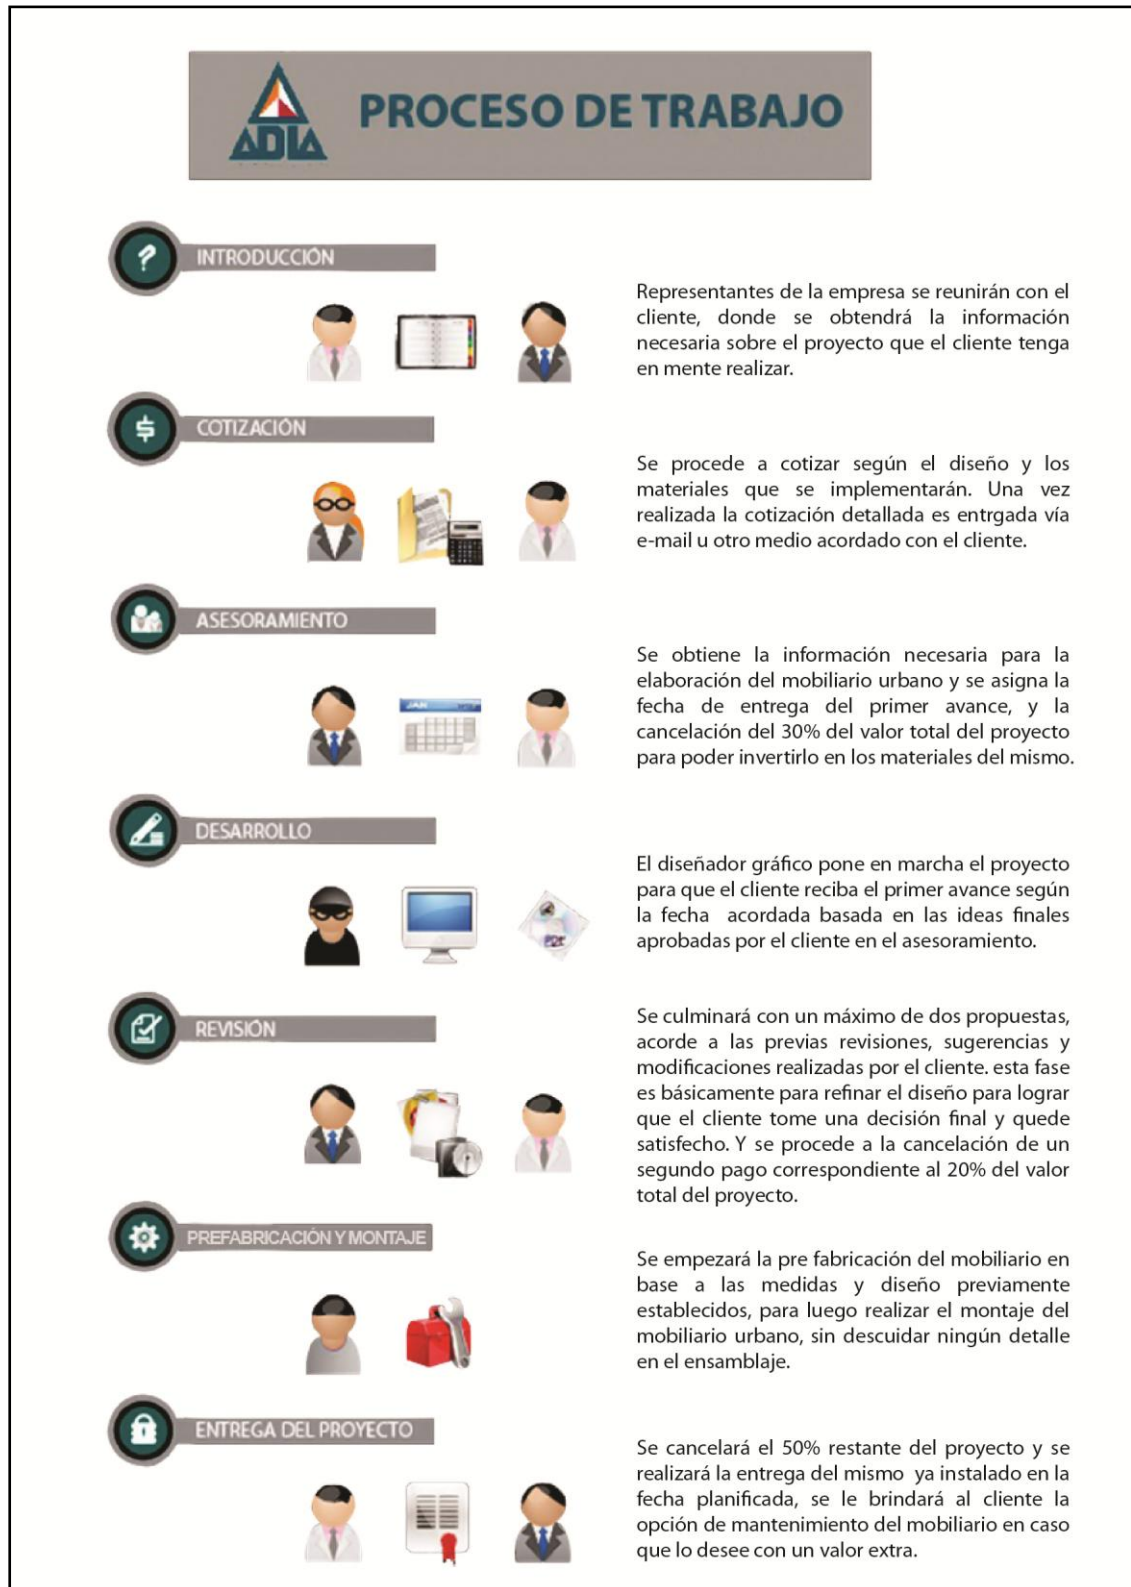 ADIA
PROCESO DE TRABAJO
INTRODUCCIÓN
Representantes de la empresa se reunirán con el
cliente, donde se obtendrá la información
necesaria sobre el proyecto que el cliente tenga
en mente realizar.
COTIZACIÓN
Se procede a cotizar según el diseño y los
materiales que se implementarán. Una vez
realizada la cotización detallada es entrgada vía
e-mail u otro medio acordado con el cliente.
ASESORAMIENTO
JAN
Se obtiene la información necesaria para la
elaboración del mobiliario urbano y se asigna la
fecha de entrega del primer avance, y la
cancelación del 30% del valor total del proyecto
para poder invertirlo en los materiales del mismo.
DESARROLLO
El diseñador gráfico pone en marcha el proyecto
para que el cliente reciba el primer avance según
la fecha acordada basada en las ideas finales
aprobadas por el cliente en el asesoramiento.
REVISIÓN
Se culminará con un máximo de dos propuestas,
acorde a las previas revisiones, sugerencias y
modificaciones realizadas por el cliente. esta fase
es básicamente para refinar el diseño para lograr
que el cliente tome una decisión final y quede
satisfecho. Y se procede a la cancelación de un
segundo pago correspondiente al 20% del valor
total del proyecto.
PREFABRICACIÓN Y MONTAJE
Se empezará la pre fabricación del mobiliario en
base a las medidas y diseño previamente
establecidos, para luego realizar el montaje del
mobiliario urbano, sin descuidar ningún detalle
en el ensamblaje.
ENTREGA DEL PROYECTO
Se cancelará el 50% restante del proyecto y se
realizará la entrega del mismo ya instalado en la
fecha planificada, se le brindará al cliente la
opción de mantenimiento del mobiliario en caso
que lo desee con un valor extra.